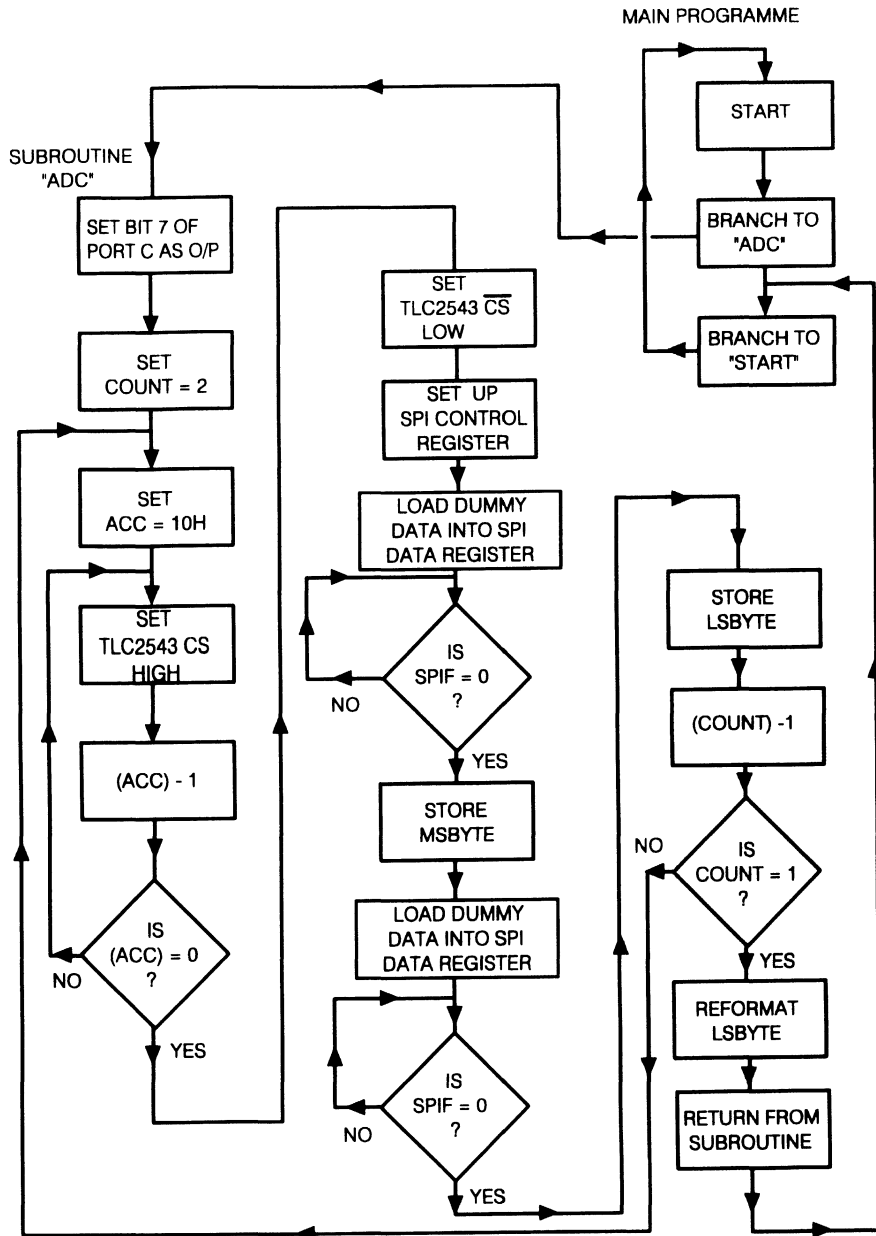 MAIN PROGRAMME
START
BRANCH TO
"ADC"
BRANCH TO
"START"
SUBROUTINE
"ADC"
SET BIT 7 OF
PORT C AS O/P
SET
COUNT = 2
SET
ACC = 10H
SET
TLC2543 CS
HIGH
(ACC) - 1
IS
(ACC) = 0
?
NO
YES
SET
TLC2543 C̅S̅
LOW
SET UP
SPI CONTROL
REGISTER
LOAD DUMMY
DATA INTO SPI
DATA REGISTER
IS
SPIF = 0
?
NO
YES
STORE
MSBYTE
LOAD DUMMY
DATA INTO SPI
DATA REGISTER
IS
SPIF = 0
?
NO
YES
STORE
LSBYTE
(COUNT) -1
IS
COUNT = 1
?
NO
YES
REFORMAT
LSBYTE
RETURN FROM
SUBROUTINE